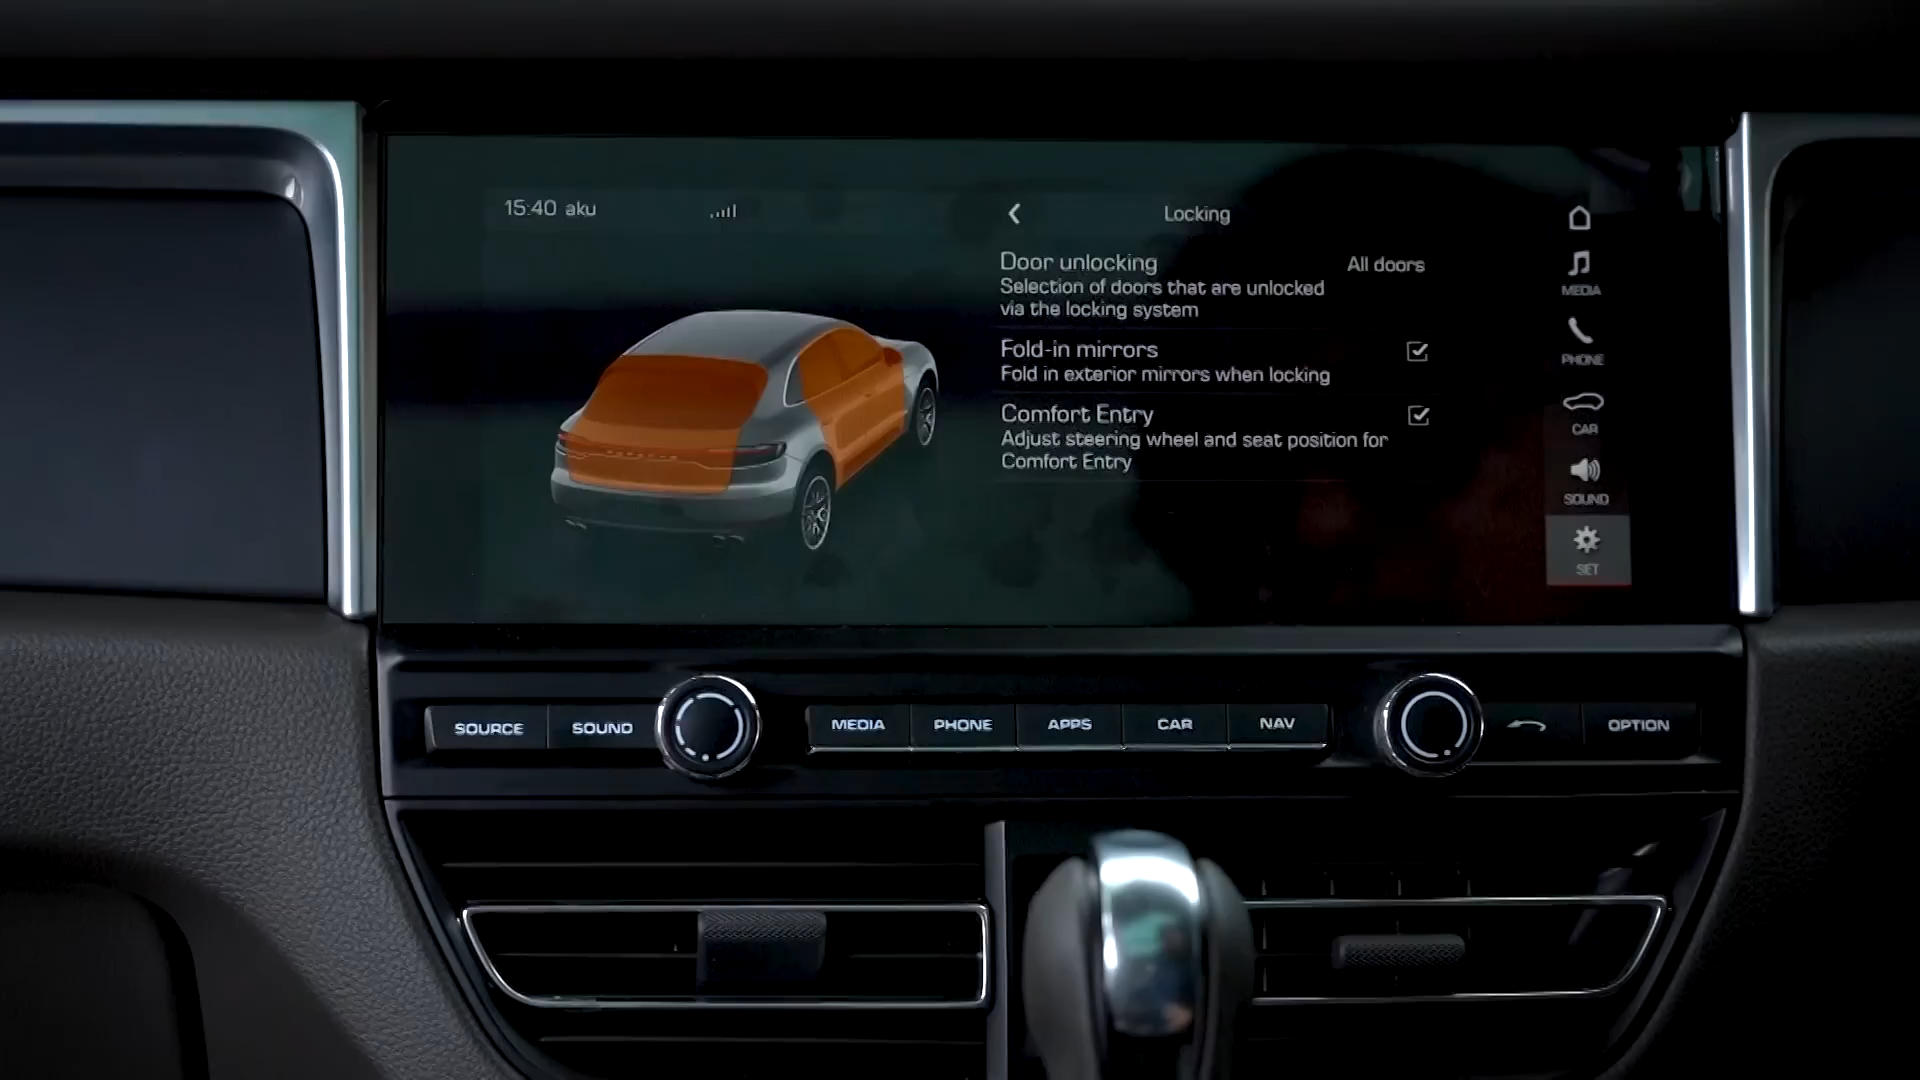 15:40 aku
Locking
Door unlocking
All doors
Selection of doors that are unlocked
via the locking system
Fold-in mirrors
Fold in exterior mirrors when locking
Comfort Entry
Adjust steering wheel and seat position for
Comfort Entry
MEDIA
PHONE
CAR
SOUND
SET
PORSCHE
SOURCE
SOUND
MEDIA
PHONE
APPS
CAR
NAV
OPTION